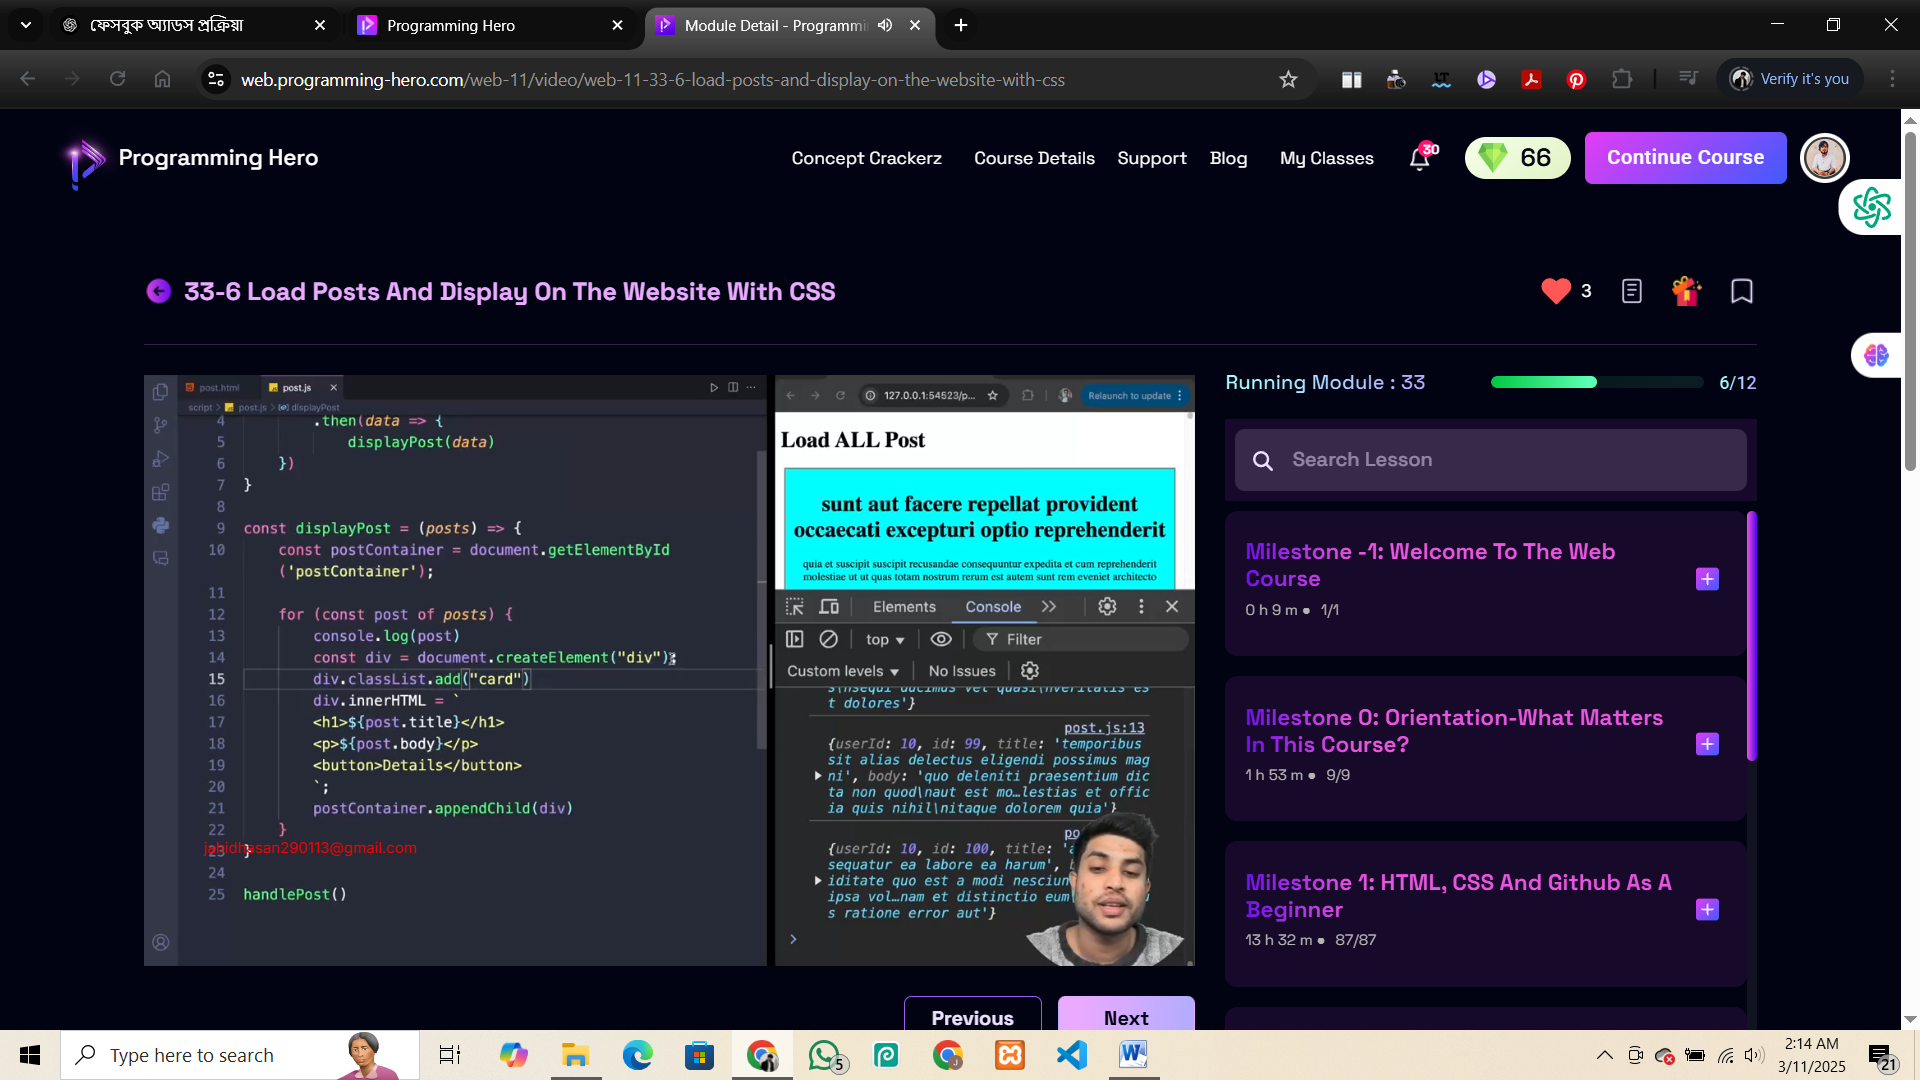 ফেসবুক অ্যাডস প্রক্রিয়া
Programming Hero
Module Detail - Programmi
web.programming-hero.com/web-11/video/web-11-33-6-load-posts-and-display-on-the-website-with-css
Verify it's you
Programming Hero
Concept Crackerz
Course Details
Support
Blog
My Classes
30
66
Continue Course
33-6 Load Posts And Display On The Website With CSS
3
post.html
post.js
script > post.js > displayPost
4 .then(data => {
5 displayPost(data)
6 })
7 }
8
9 const displayPost = (posts) => {
10 const postContainer = document.getElementById
('postContainer');
11
12 for (const post of posts) {
13 console.log(post)
14 const div = document.createElement("div");
15 div.classList.add("card")
16 div.innerHTML = `
17 <h1>${post.title}</h1>
18 <p>${post.body}</p>
19 <button>Details</button>
20 `;
21 postContainer.appendChild(div)
22 }
23 }
jahidhasan290113@gmail.com
24
25 handlePost()
127.0.0.1:54523/p...
Relaunch to update
Load ALL Post
sunt aut facere repellat provident
occaecati excepturi optio reprehenderit
quia et suscipit suscipit recusandae consequuntur expedita et cum reprehenderit
molestiae ut ut quas totam nostrum rerum est autem sunt rem eveniet architecto
Elements
Console
top
Filter
Custom levels
No Issues
s\nsequi ducimus vel quasi\nveritatis es
t dolores'}
post.js:13
{userId: 10, id: 99, title: 'temporibus
sit alias delectus eligendi possimus mag
ni', body: 'quo deleniti praesentium dic
ta non quod\naut est mo…lestias et offic
ia quis nihil\nitaque dolorem quia'}
po
{userId: 10, id: 100, title: 'a
sequatur ea labore ea harum', b
iditate quo est a modi nesciun
ipsa vol…nam et distinctio eum
s ratione error aut'}
Previous
Next
Running Module : 33
6/12
Search Lesson
Milestone -1: Welcome To The Web
Course
0 h 9 m • 1/1
Milestone 0: Orientation-What Matters
In This Course?
1 h 53 m • 9/9
Milestone 1: HTML, CSS And Github As A
Beginner
13 h 32 m • 87/87
Type here to search
5
2:14 AM
3/11/2025
21